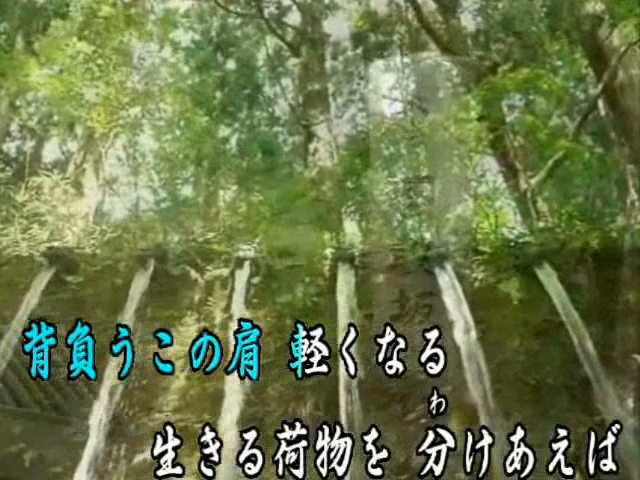 背負うこの肩 軽くなる
わ
生きる荷物を 分けあえば